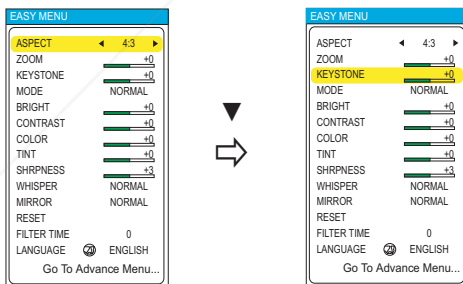 EASY MENU
ASPECT 4:3
ZOOM +0
KEYSTONE +0
MODE NORMAL
BRIGHT +0
CONTRAST +0
COLOR +0
TINT +0
SHRPNESS +3
WHISPER NORMAL
MIRROR NORMAL
RESET
FILTER TIME 0
LANGUAGE ENGLISH
Go To Advance Menu...
EASY MENU
ASPECT 4:3
ZOOM +0
KEYSTONE +0
MODE NORMAL
BRIGHT +0
CONTRAST +0
COLOR +0
TINT +0
SHRPNESS +3
WHISPER NORMAL
MIRROR NORMAL
RESET
FILTER TIME 0
LANGUAGE ENGLISH
Go To Advance Menu...